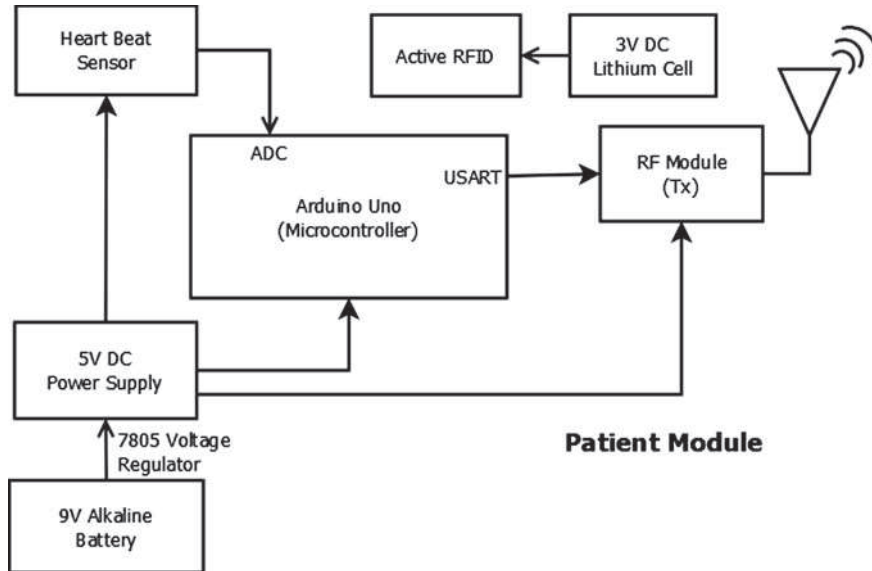 Heart Beat
Sensor
Active RFID
3V DC
Lithium Cell
ADC
USART
Arduino Uno
(Microcontroller)
RF Module
(Tx)
5V DC
Power Supply
7805 Voltage
Regulator
Patient Module
9V Alkaline
Battery